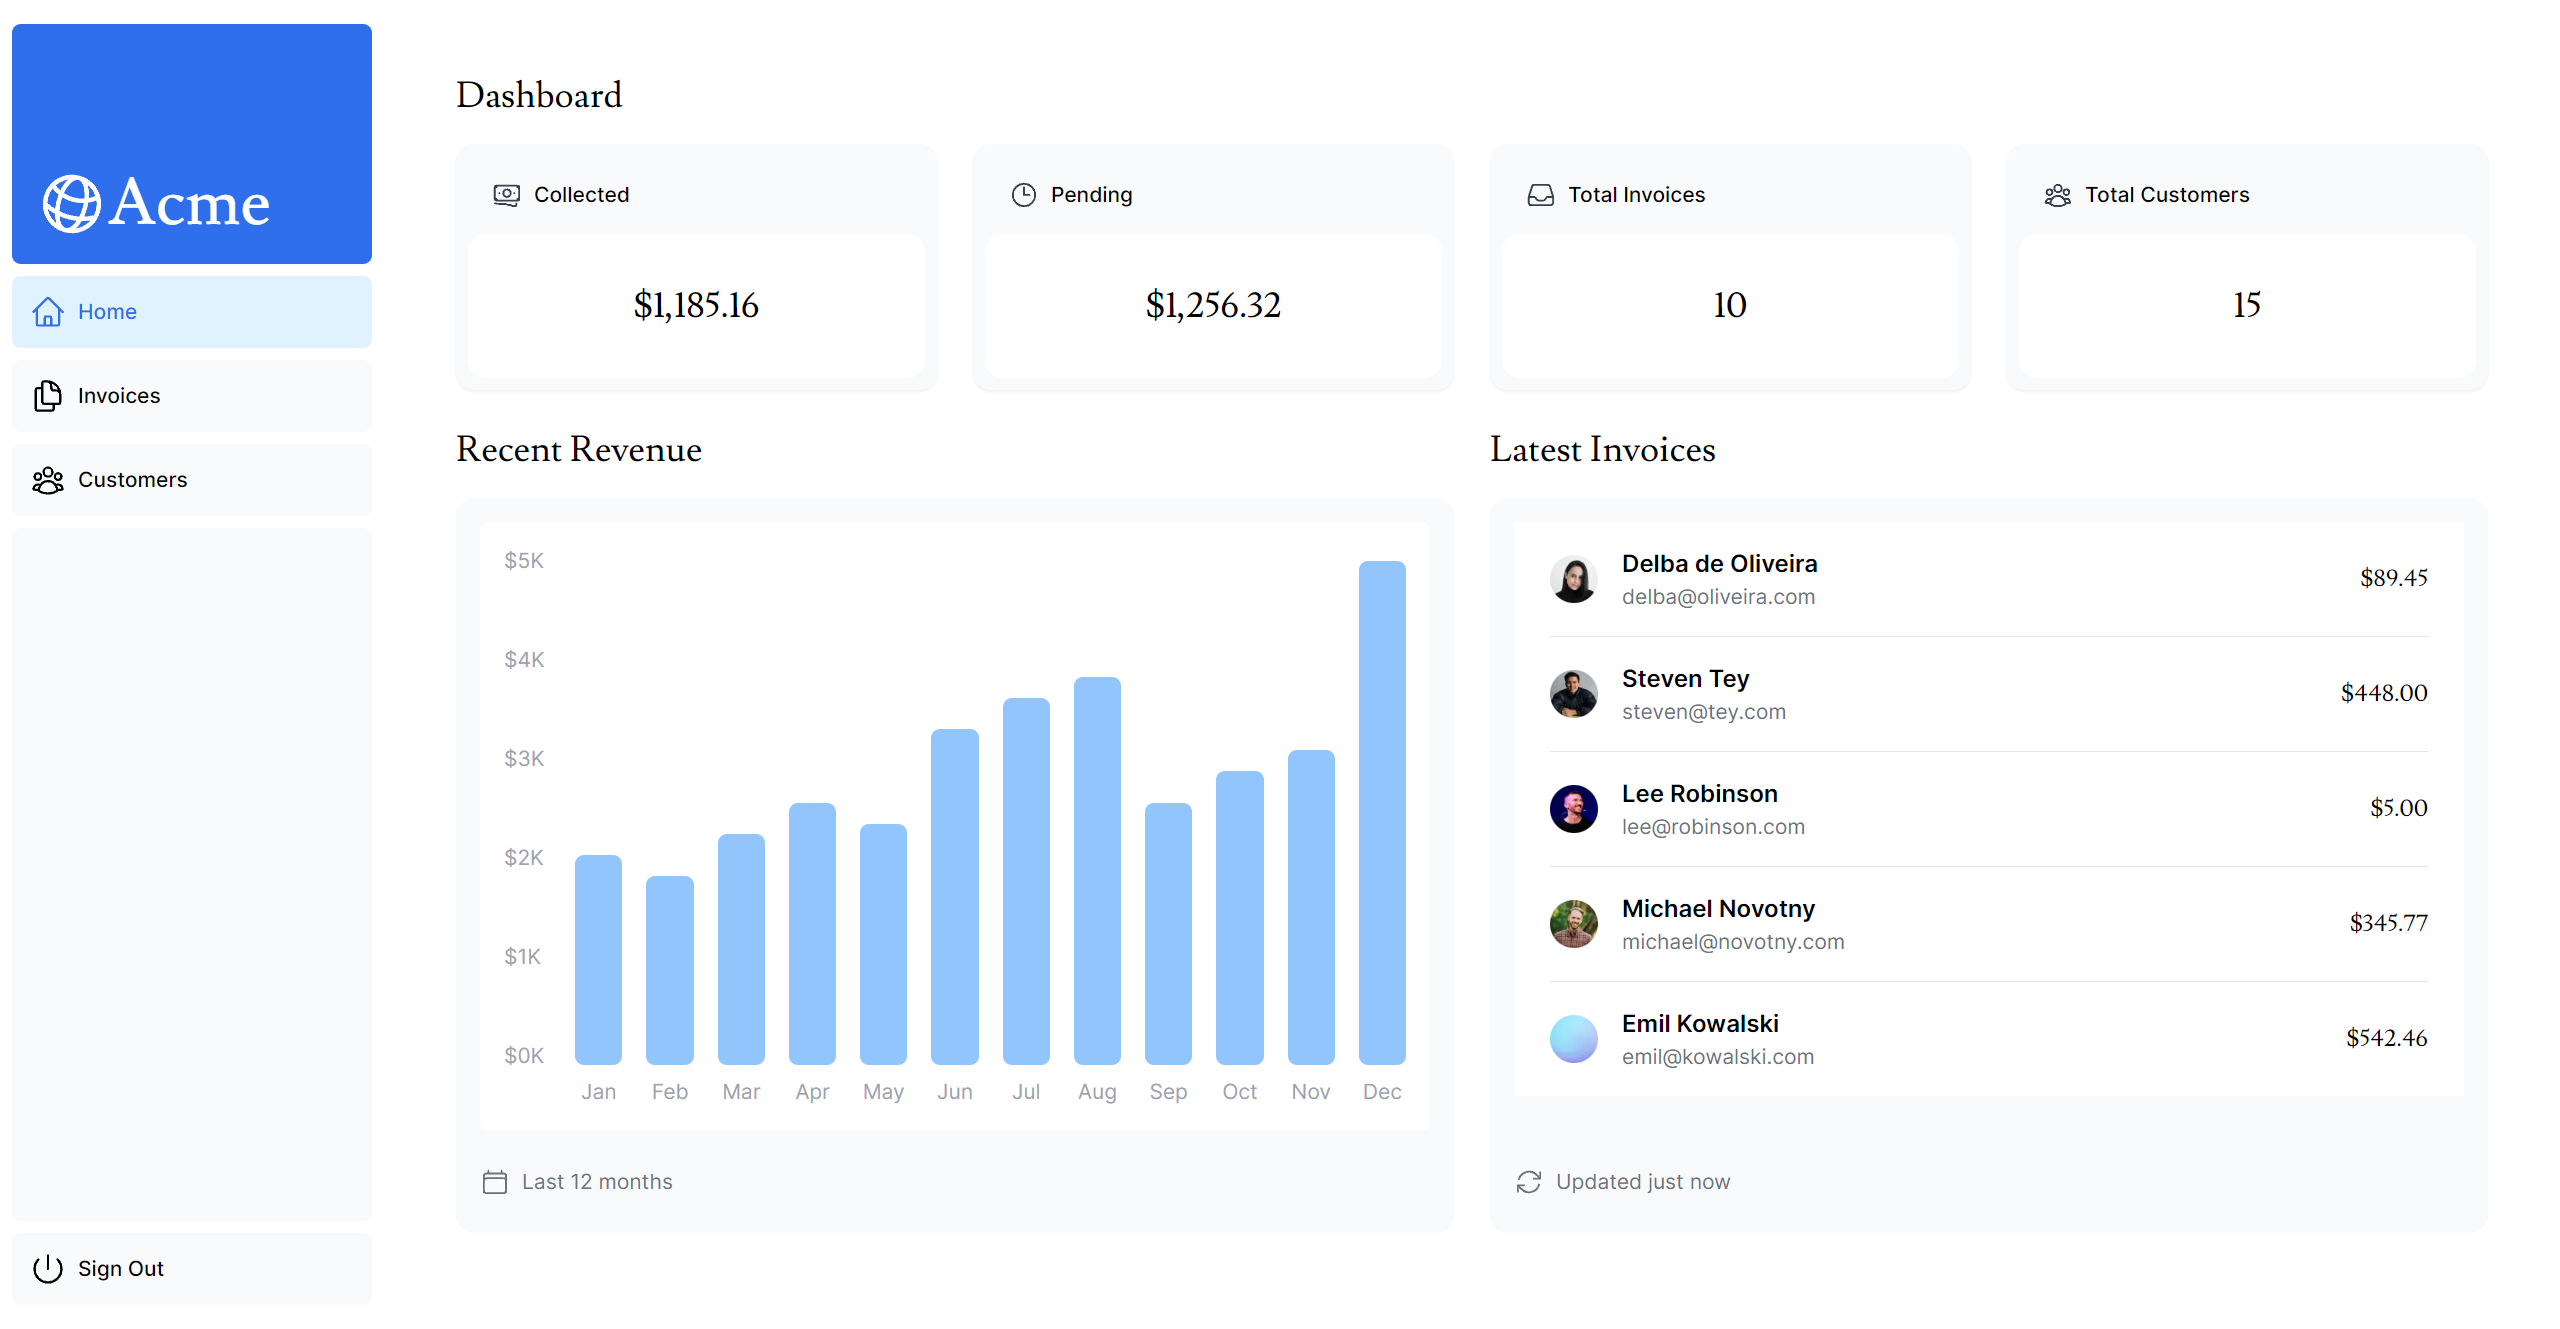 Acme
Home
Invoices
Customers
Sign Out
Dashboard
Collected
$1,185.16
Pending
$1,256.32
Total Invoices
10
Total Customers
15
Recent Revenue
$5K
$4K
$3K
$2K
$1K
$0K
Jan Feb Mar Apr May Jun Jul Aug Sep Oct Nov Dec
Last 12 months
Latest Invoices
Delba de Oliveira
delba@oliveira.com
$89.45
Steven Tey
steven@tey.com
$448.00
Lee Robinson
lee@robinson.com
$5.00
Michael Novotny
michael@novotny.com
$345.77
Emil Kowalski
emil@kowalski.com
$542.46
Updated just now